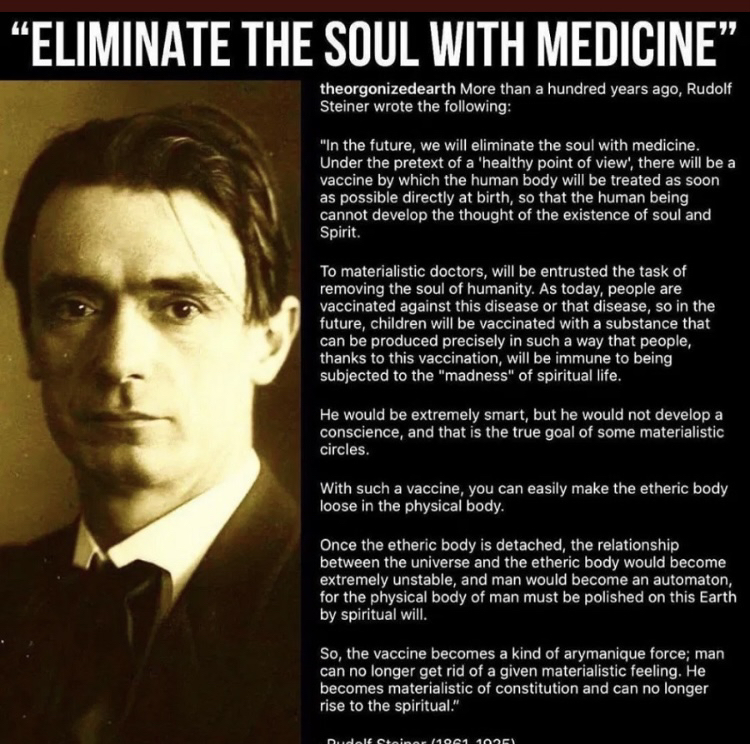 “ELIMINATE THE SOUL WITH MEDICINE”
theorgonizedearth More than a hundred years ago, Rudolf
Steiner wrote the following:
"In the future, we will eliminate the soul with medicine.
Under the pretext of a 'healthy point of view', there will be a
vaccine by which the human body will be treated as soon
as possible directly at birth, so that the human being
cannot develop the thought of the existence of soul and
Spirit.
To materialistic doctors, will be entrusted the task of
removing the soul of humanity. As today, people are
vaccinated against this disease or that disease, so in the
future, children will be vaccinated with a substance that
can be produced precisely in such a way that people,
thanks to this vaccination, will be immune to being
subjected to the "madness" of spiritual life.
He would be extremely smart, but he would not develop a
conscience, and that is the true goal of some materialistic
circles.
With such a vaccine, you can easily make the etheric body
loose in the physical body.
Once the etheric body is detached, the relationship
between the universe and the etheric body would become
extremely unstable, and man would become an automaton,
for the physical body of man must be polished on this Earth
by spiritual will.
So, the vaccine becomes a kind of arymanique force; man
can no longer get rid of a given materialistic feeling. He
becomes materialistic of constitution and can no longer
rise to the spiritual.”
Rudolf Steiner (1861-1925)